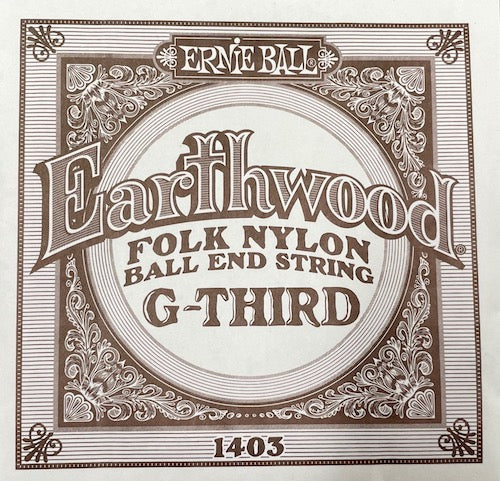 ERNIE BALL®
Earthwood®
FOLK NYLON
BALL END STRING
G-THIRD
1403